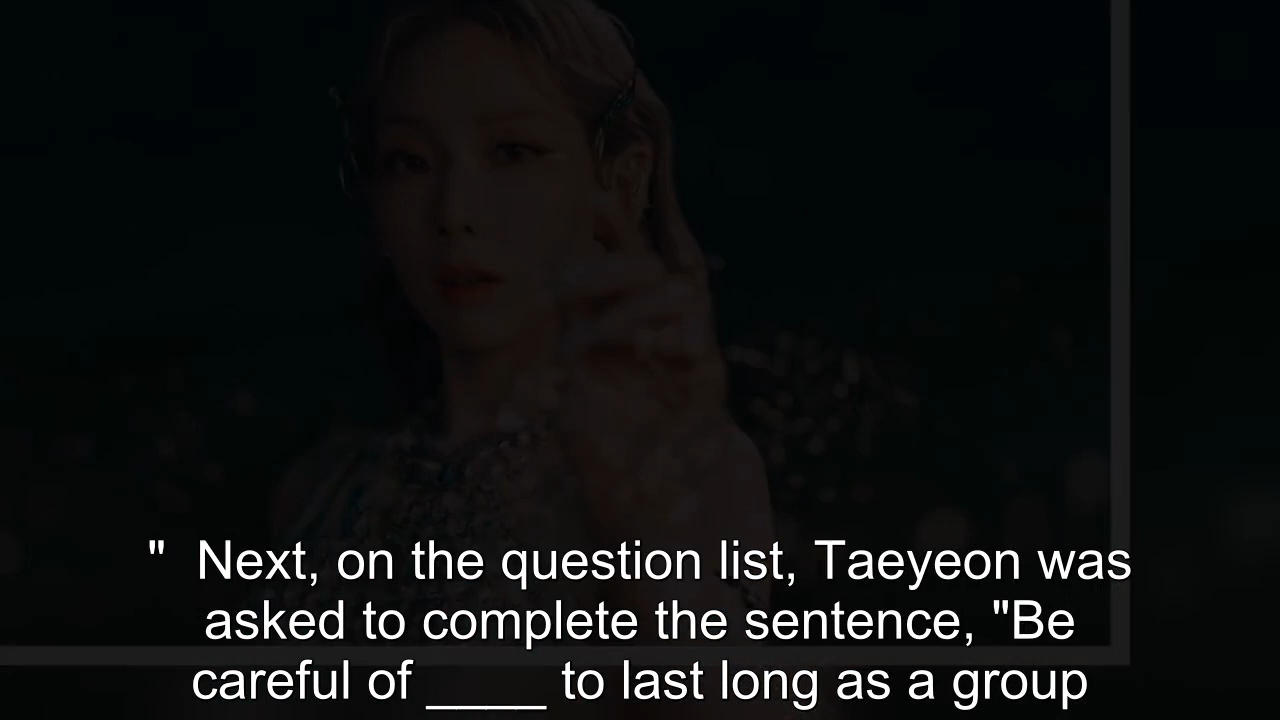 "  Next, on the question list, Taeyeon was
asked to complete the sentence, "Be
careful of ____ to last long as a group